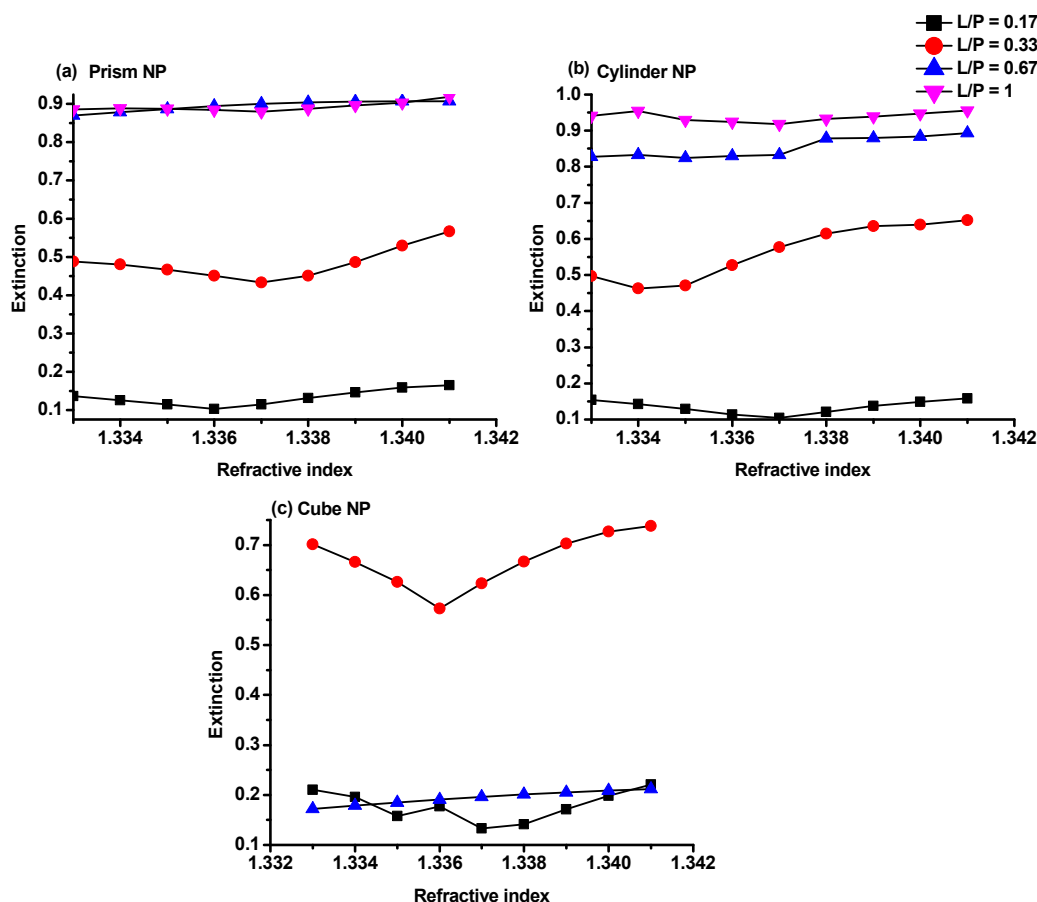 L/P = 0.17
L/P = 0.33
L/P = 0.67
L/P = 1
(a) Prism NP
0.9
0.8
0.7
0.6
0.5
0.4
0.3
0.2
0.1
Extinction
1.334 1.336 1.338 1.340 1.342
Refractive index
(b) Cylinder NP
1.0
0.9
0.8
0.7
0.6
0.5
0.4
0.3
0.2
0.1
Extinction
1.334 1.336 1.338 1.340 1.342
Refractive index
(c) Cube NP
0.7
0.6
0.5
0.4
0.3
0.2
0.1
Extinction
1.332 1.334 1.336 1.338 1.340 1.342
Refractive index